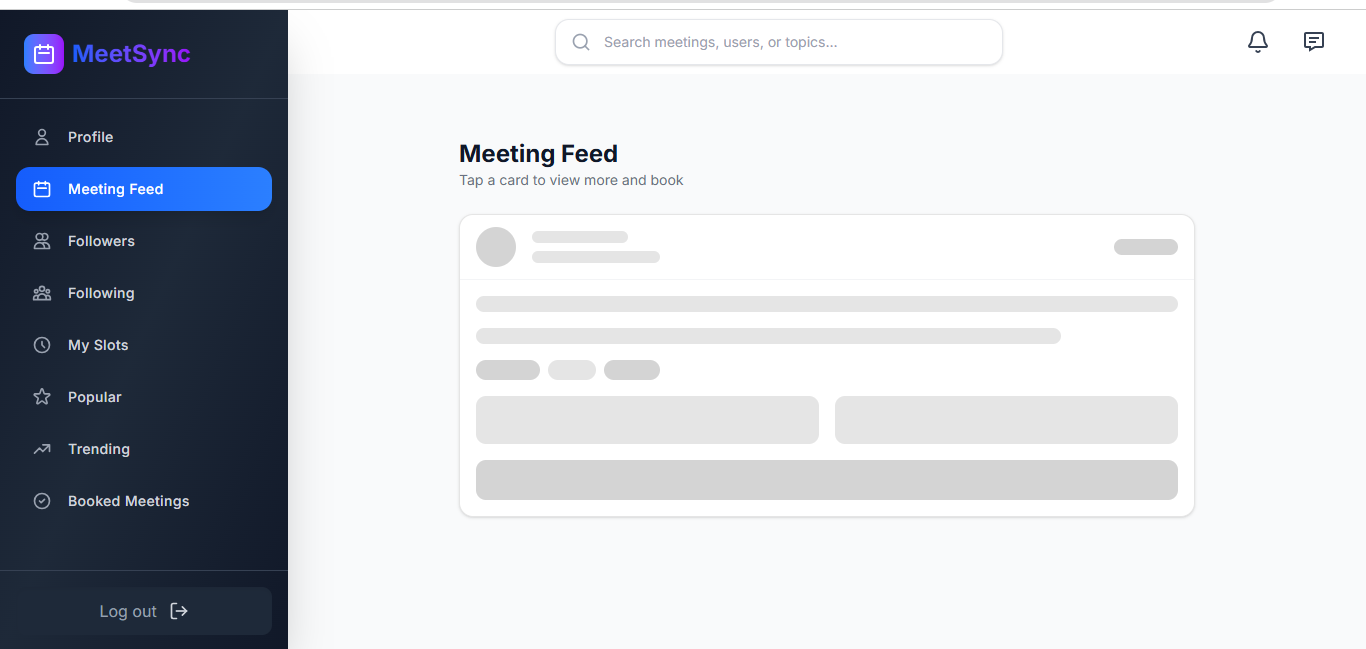 MeetSync
Search meetings, users, or topics...
Profile
Meeting Feed
Followers
Following
My Slots
Popular
Trending
Booked Meetings
Log out
Meeting Feed
Tap a card to view more and book